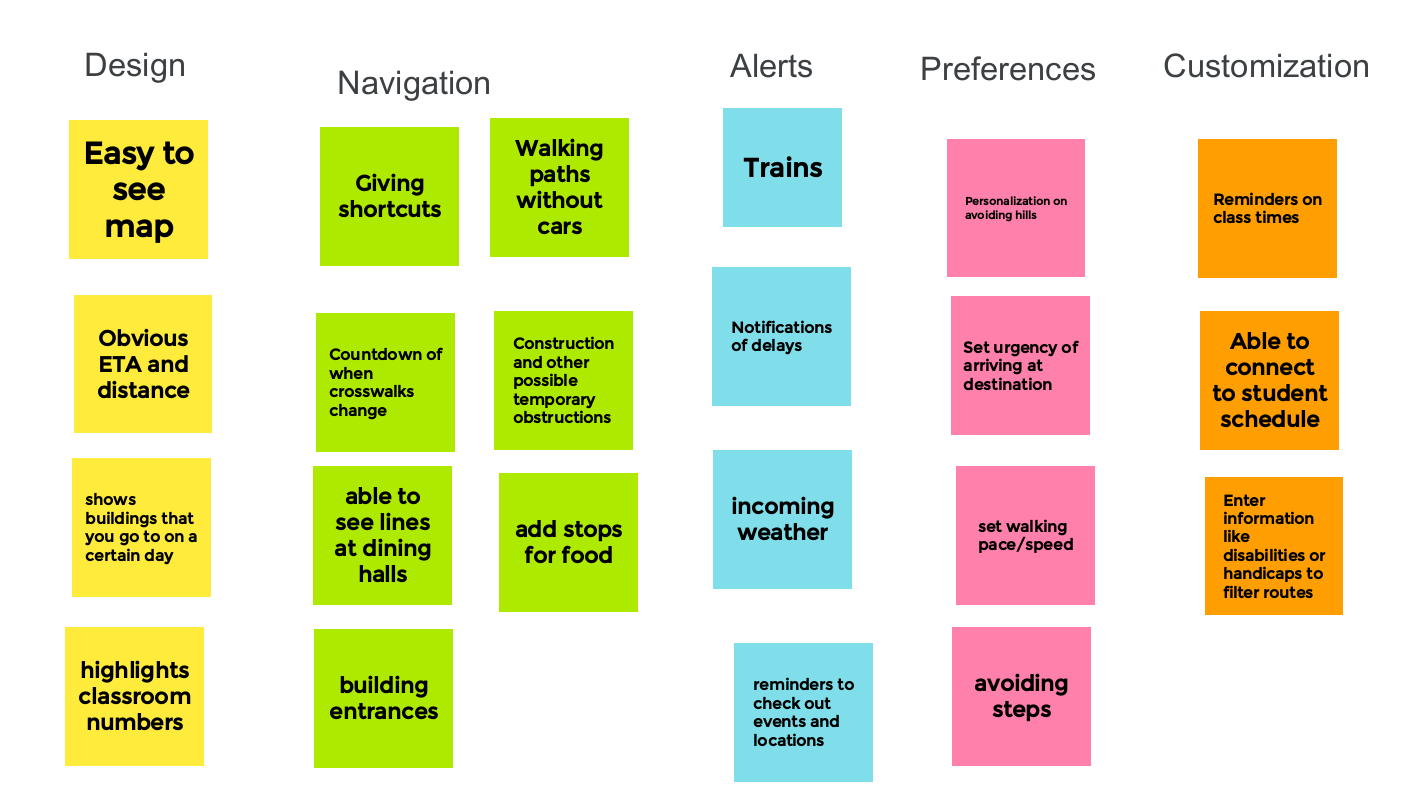 Design
Easy to
see
map
Obvious
ETA and
distance
shows
buildings that
you go to on a
certain day
highlights
classroom
numbers
Navigation
Giving
shortcuts
Walking
paths
without
cars
Countdown of
when
crosswalks
change
Construction
and other
possible
temporary
obstructions
able to
see lines
at dining
halls
add stops
for food
building
entrances
Alerts
Trains
Notifications
of delays
incoming
weather
reminders to
check out
events and
locations
Preferences
Personalization on
avoiding hills
Set urgency of
arriving at
destination
set walking
pace/speed
avoiding
steps
Customization
Reminders on
class times
Able to
connect
to student
schedule
Enter
information
like
disabilities or
handicaps to
filter routes